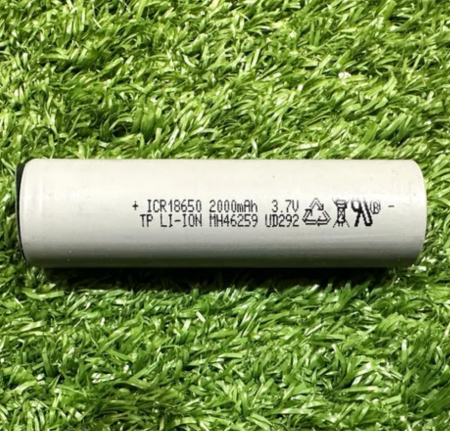 + ICR18650 2000mAh 3.7V -
TP LI-ION MH46259 UD292